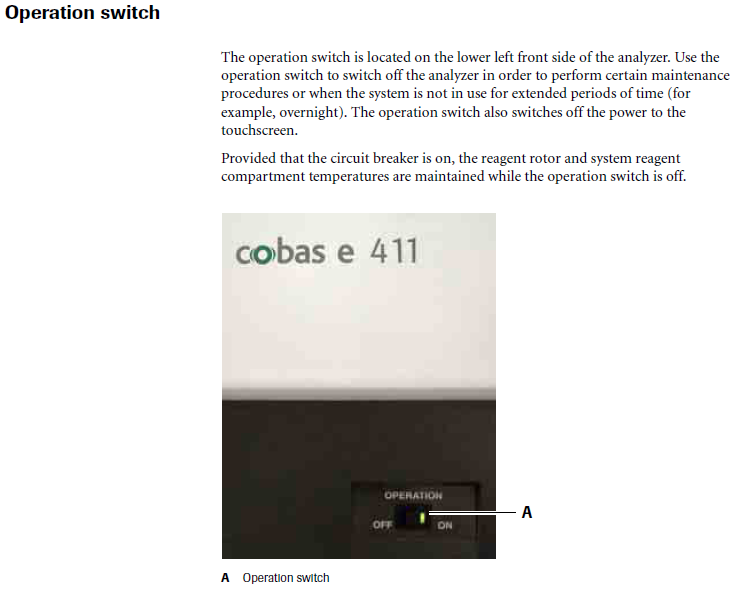 Operation switch
The operation switch is located on the lower left front side of the analyzer. Use the
operation switch to switch off the analyzer in order to perform certain maintenance
procedures or when the system is not in use for extended periods of time (for
example, overnight). The operation switch also switches off the power to the
touchscreen.
Provided that the circuit breaker is on, the reagent rotor and system reagent
compartment temperatures are maintained while the operation switch is off.
cobas e 411
OPERATION
OFF ON
A
A Operation switch